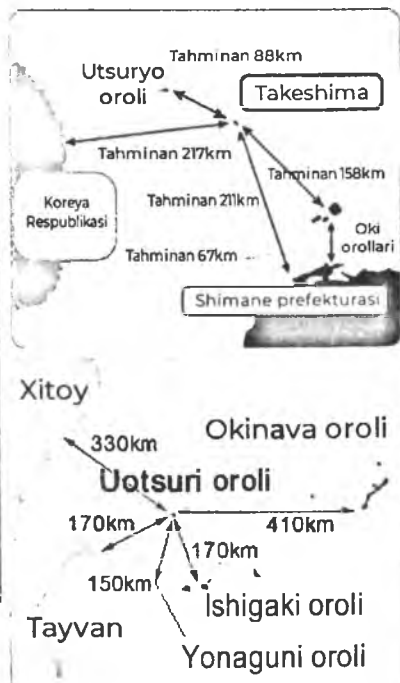 Tahminan 88km
Utsuryo
oroli
Takeshima
Tahminan 217km
Tahminan 158km
Tahminan 211km
Koreya
Respublikasi
Oki
orollari
Tahminan 67km
Shimane prefekturasi
Xitoy
330km
Okinava oroli
Uotsuri oroli
170km
410km
170km
150km
Ishigaki oroli
Tayvan
Yonaguni oroli